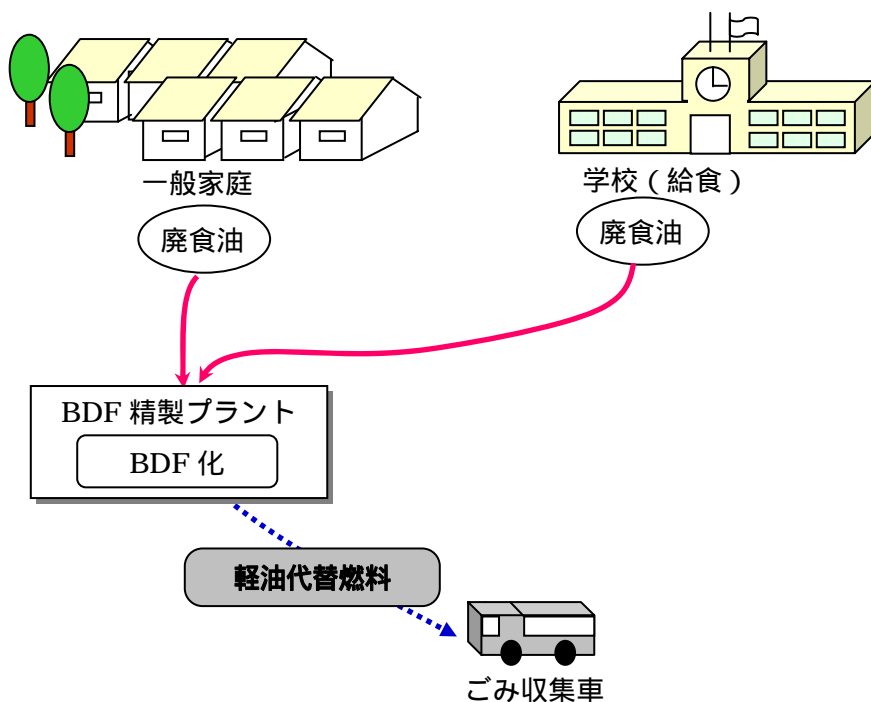 一般家庭
学校（給食）
廃食油
廃食油
BDF 精製プラント
BDF 化
軽油代替燃料
ごみ収集車